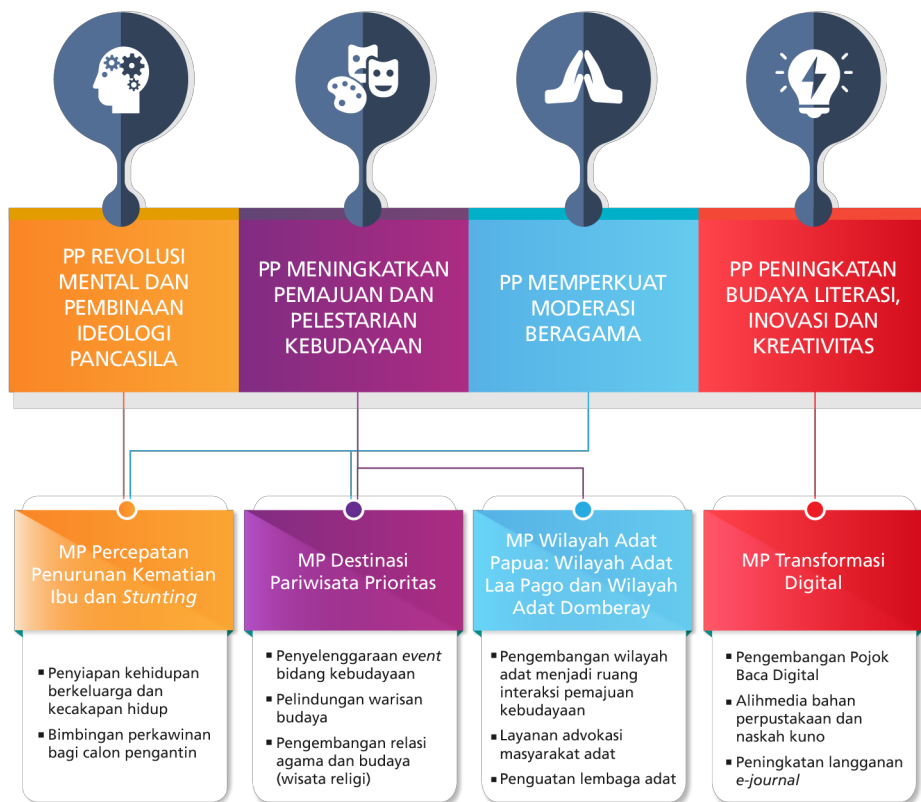 PP REVOLUSI
MENTAL DAN
PEMBINAAN
IDEOLOGI
PANCASILA
PP MENINGKATKAN
PEMAJUAN DAN
PELESTARIAN
KEBUDAYAAN
PP MEMPERKUAT
MODERASI
BERAGAMA
PP PENINGKATAN
BUDAYA LITERASI,
INOVASI DAN
KREATIVITAS
MP Percepatan
Penurunan Kematian
Ibu dan Stunting
▪ Penyiapan kehidupan
berkeluarga dan
kecakapan hidup
▪ Bimbingan perkawinan
bagi calon pengantin
MP Destinasi
Pariwisata Prioritas
▪ Penyelenggaraan event
bidang kebudayaan
▪ Pelindungan warisan
budaya
▪ Pengembangan relasi
agama dan budaya
(wisata religi)
MP Wilayah Adat
Papua: Wilayah Adat
Laa Pago dan Wilayah
Adat Domberay
▪ Pengembangan wilayah
adat menjadi ruang
interaksi pemajuan
kebudayaan
▪ Layanan advokasi
masyarakat adat
▪ Penguatan lembaga adat
MP Transformasi
Digital
▪ Pengembangan Pojok
Baca Digital
▪ Alihmedia bahan
perpustakaan dan
naskah kuno
▪ Peningkatan langganan
e-journal